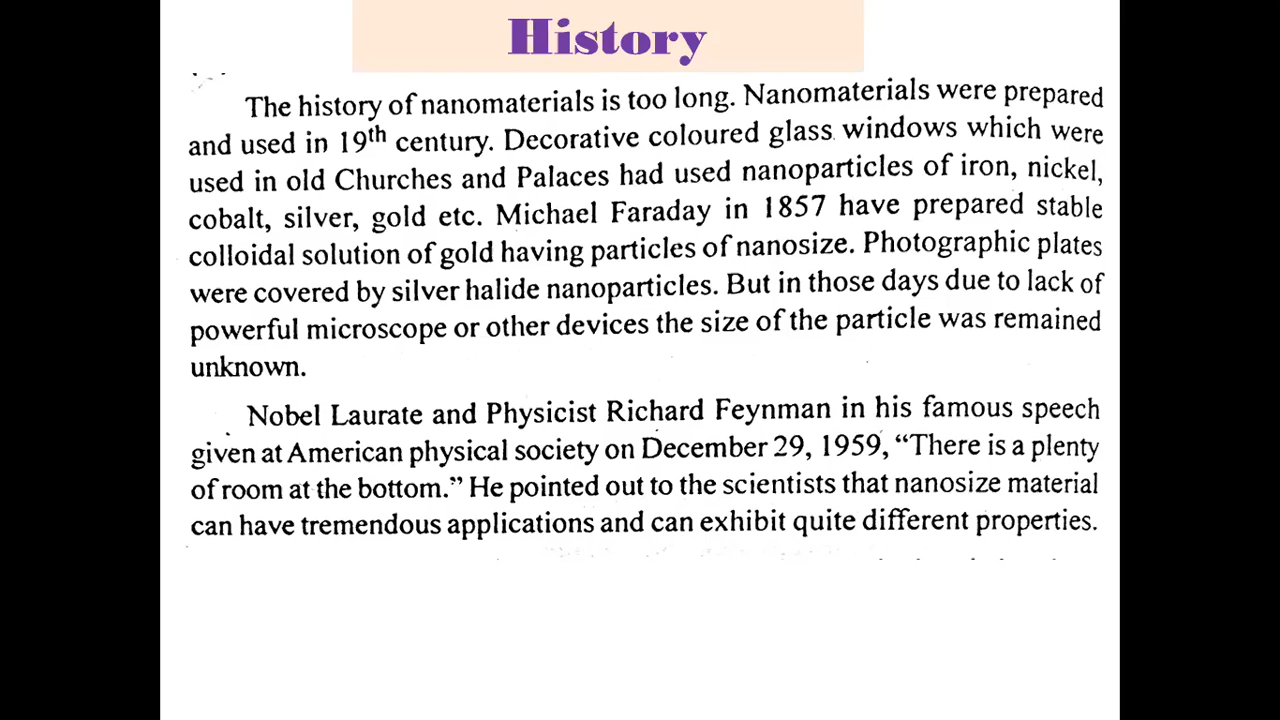 History
The history of nanomaterials is too long. Nanomaterials were prepared
and used in 19th century. Decorative coloured glass windows which were
used in old Churches and Palaces had used nanoparticles of iron, nickel,
cobalt, silver, gold etc. Michael Faraday in 1857 have prepared stable
colloidal solution of gold having particles of nanosize. Photographic plates
were covered by silver halide nanoparticles. But in those days due to lack of
powerful microscope or other devices the size of the particle was remained
unknown.
Nobel Laurate and Physicist Richard Feynman in his famous speech
given at American physical society on December 29, 1959, “There is a plenty
of room at the bottom.” He pointed out to the scientists that nanosize material
can have tremendous applications and can exhibit quite different properties.